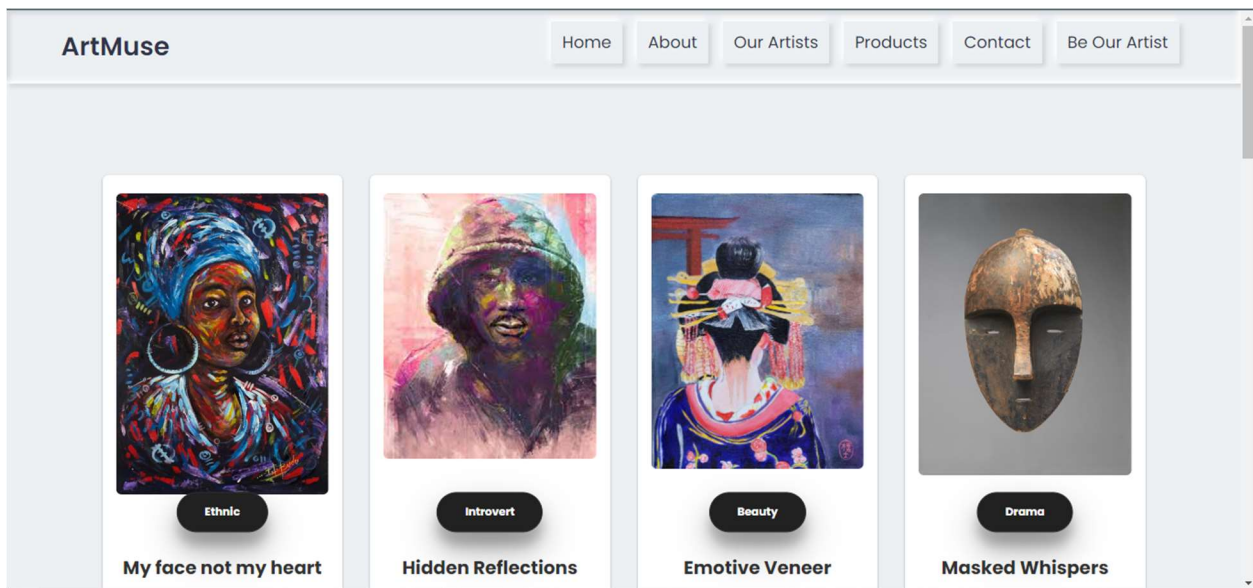 ArtMuse
Home About Our Artists Products Contact Be Our Artist
Ethnic Introvert Beauty Drama
My face not my heart Hidden Reflections Emotive Veneer Masked Whispers